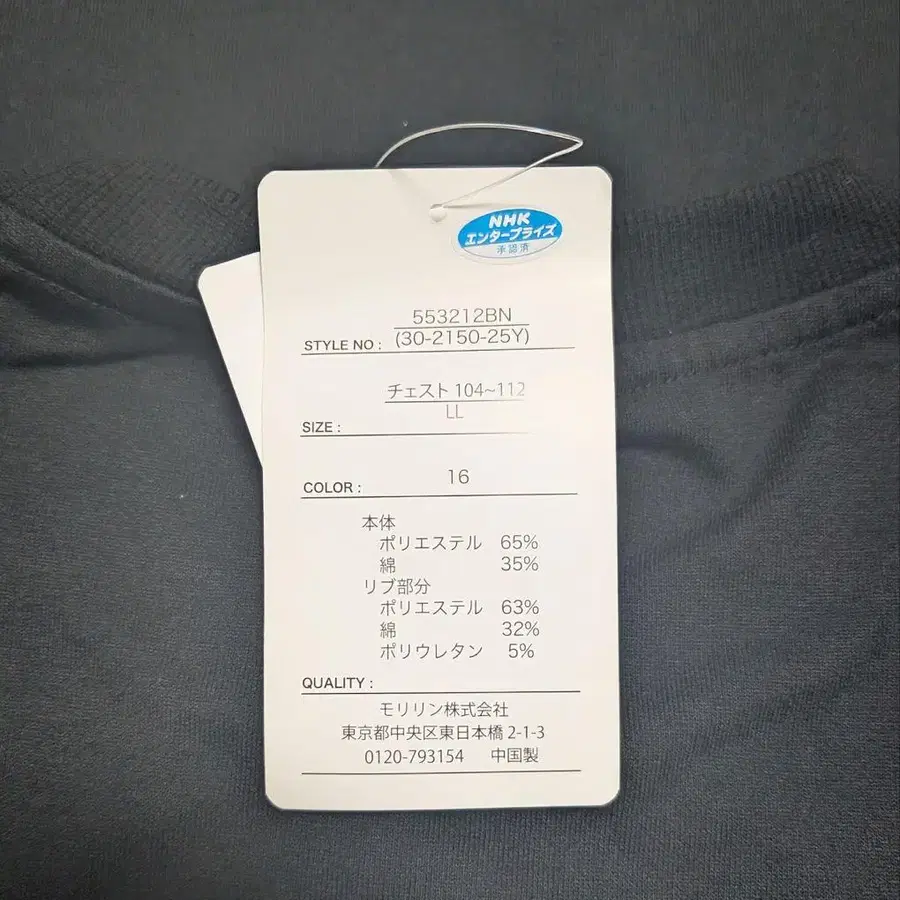 NHK
エンタープライズ
承認済
553212BN
STYLE NO : (30-2150-25Y)
チェスト 104~112
LL
SIZE :
16
COLOR :
本体
ポリエステル 65%
綿 35%
リブ部分
ポリエステル 63%
綿 32%
ポリウレタン 5%
QUALITY :
モリリン株式会社
東京都中央区東日本橋 2-1-3
0120-793154 中国製